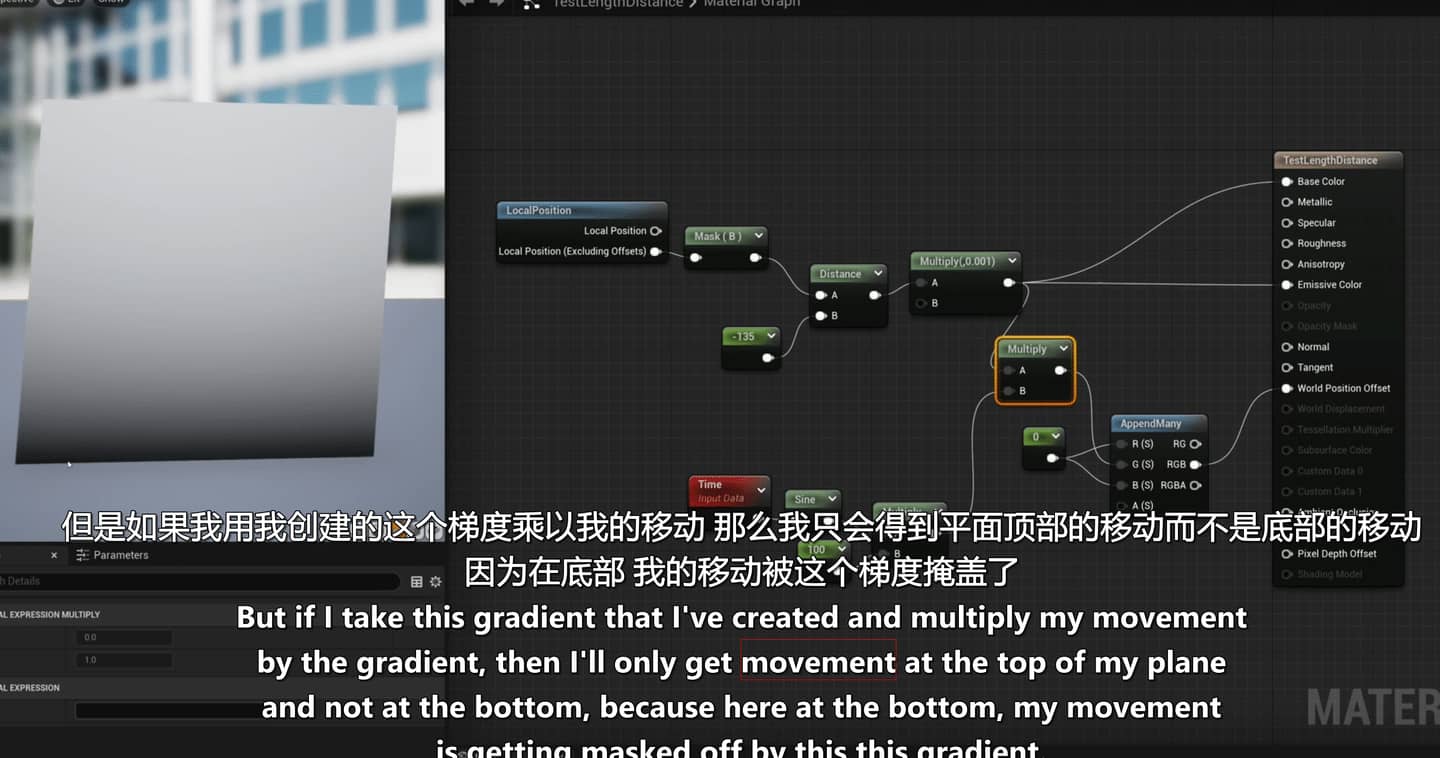 TestLengthDistance > Material Graph
LocalPosition
Local Position
Local Position (Excluding Offsets)
Mask ( B )
Distance
A
B
-135
Multiply(,0.001)
A
B
Multiply
A
B
0
AppendMany
R (S) RG
G (S) RGB
B (S) RGBA
A (S)
Time
Input Data
Sine
100
B
TestLengthDistance
Base Color
Metallic
Specular
Roughness
Anisotropy
Emissive Color
Opacity
Opacity Mask
Normal
Tangent
World Position Offset
World Displacement
Tessellation Multiplier
Subsurface Color
Custom Data 0
Custom Data 1
Pixel Depth Offset
Shading Model
Parameters
Details
EXPRESSION MULTIPLY
0.0
1.0
EXPRESSION
但是如果我用我创建的这个梯度乘以我的移动 那么我只会得到平面顶部的移动而不是底部的移动
因为在底部 我的移动被这个梯度掩盖了
But if I take this gradient that I've created and multiply my movement
by the gradient, then I'll only get movement at the top of my plane
and not at the bottom, because here at the bottom, my movement
is getting masked off by this this gradient
MATER